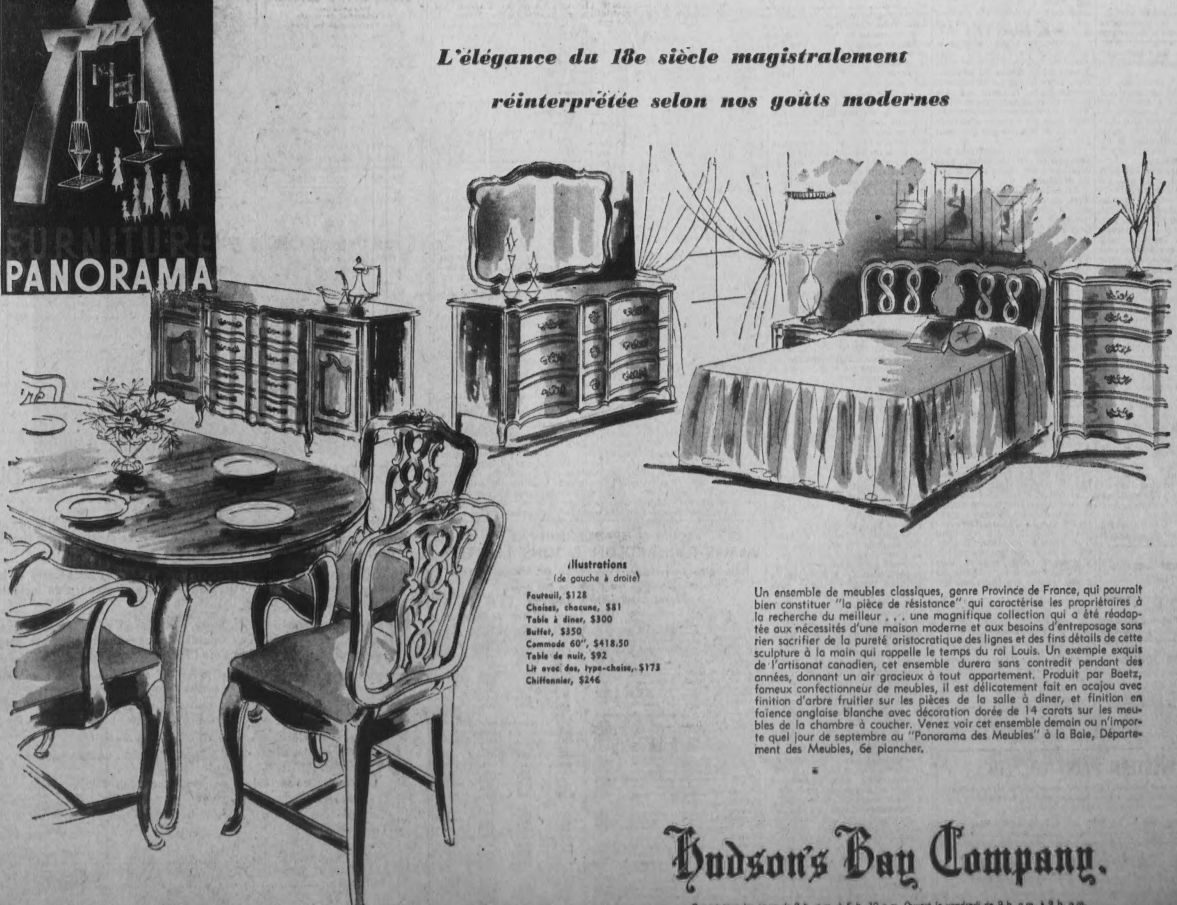 FURNITURE
PANORAMA
L'élégance du 18e siècle magistralement
réinterprétée selon nos goûts modernes
Illustrations
(de gauche à droite)
Fauteuil, $128
Chaises, chacune, $81
Table à dîner, $300
Buffet, $350
Commode 60", $418.50
Table de nuit, $92
Lit avec dos, type-chaise, $173
Chiffonnier, $246
Un ensemble de meubles classiques, genre Province de France, qui pourrait
bien constituer "la pièce de résistance" qui caractérise les propriétaires à
la recherche du meilleur . . . une magnifique collection qui a été réadap-
tée aux nécessités d'une maison moderne et aux besoins d'entreposage sans
rien sacrifier de la pureté aristocratique des lignes et des fins détails de cette
sculpture à la main qui rappelle le temps du roi Louis. Un exemple exquis
de l'artisanat canadien, cet ensemble durera sans contredit pendant des
années, donnant un air gracieux à tout appartement. Produit par Baetz,
fameux confectionneur de meubles, il est délicatement fait en acajou avec
finition d'arbre fruitier sur les pièces de la salle à dîner, et finition en
faïence anglaise blanche avec décoration dorée de 14 carats sur les meu-
bles de la chambre à coucher. Venez voir cet ensemble demain ou n'impor-
te quel jour de septembre au "Panorama des Meubles" à la Baie, Départe-
ment des Meubles, 6e plancher.
Hudson's Bay Company.